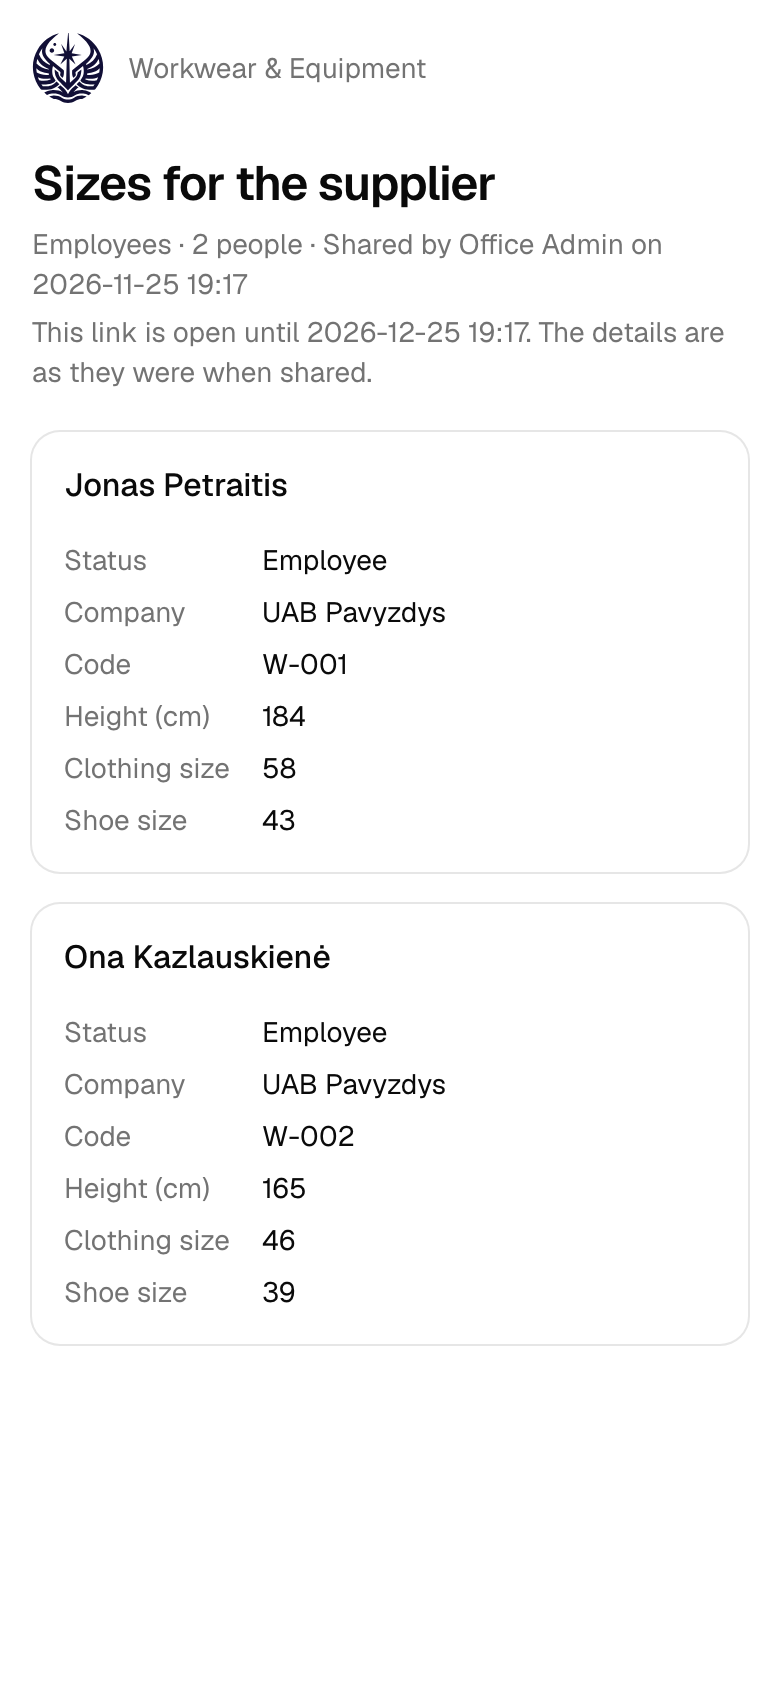 Workwear & Equipment
Sizes for the supplier
Employees · 2 people · Shared by Office Admin on
2026-11-25 19:17
This link is open until 2026-12-25 19:17. The details are
as they were when shared.
Jonas Petraitis
Status Employee
Company UAB Pavyzdys
Code W-001
Height (cm) 184
Clothing size 58
Shoe size 43
Ona Kazlauskienė
Status Employee
Company UAB Pavyzdys
Code W-002
Height (cm) 165
Clothing size 46
Shoe size 39